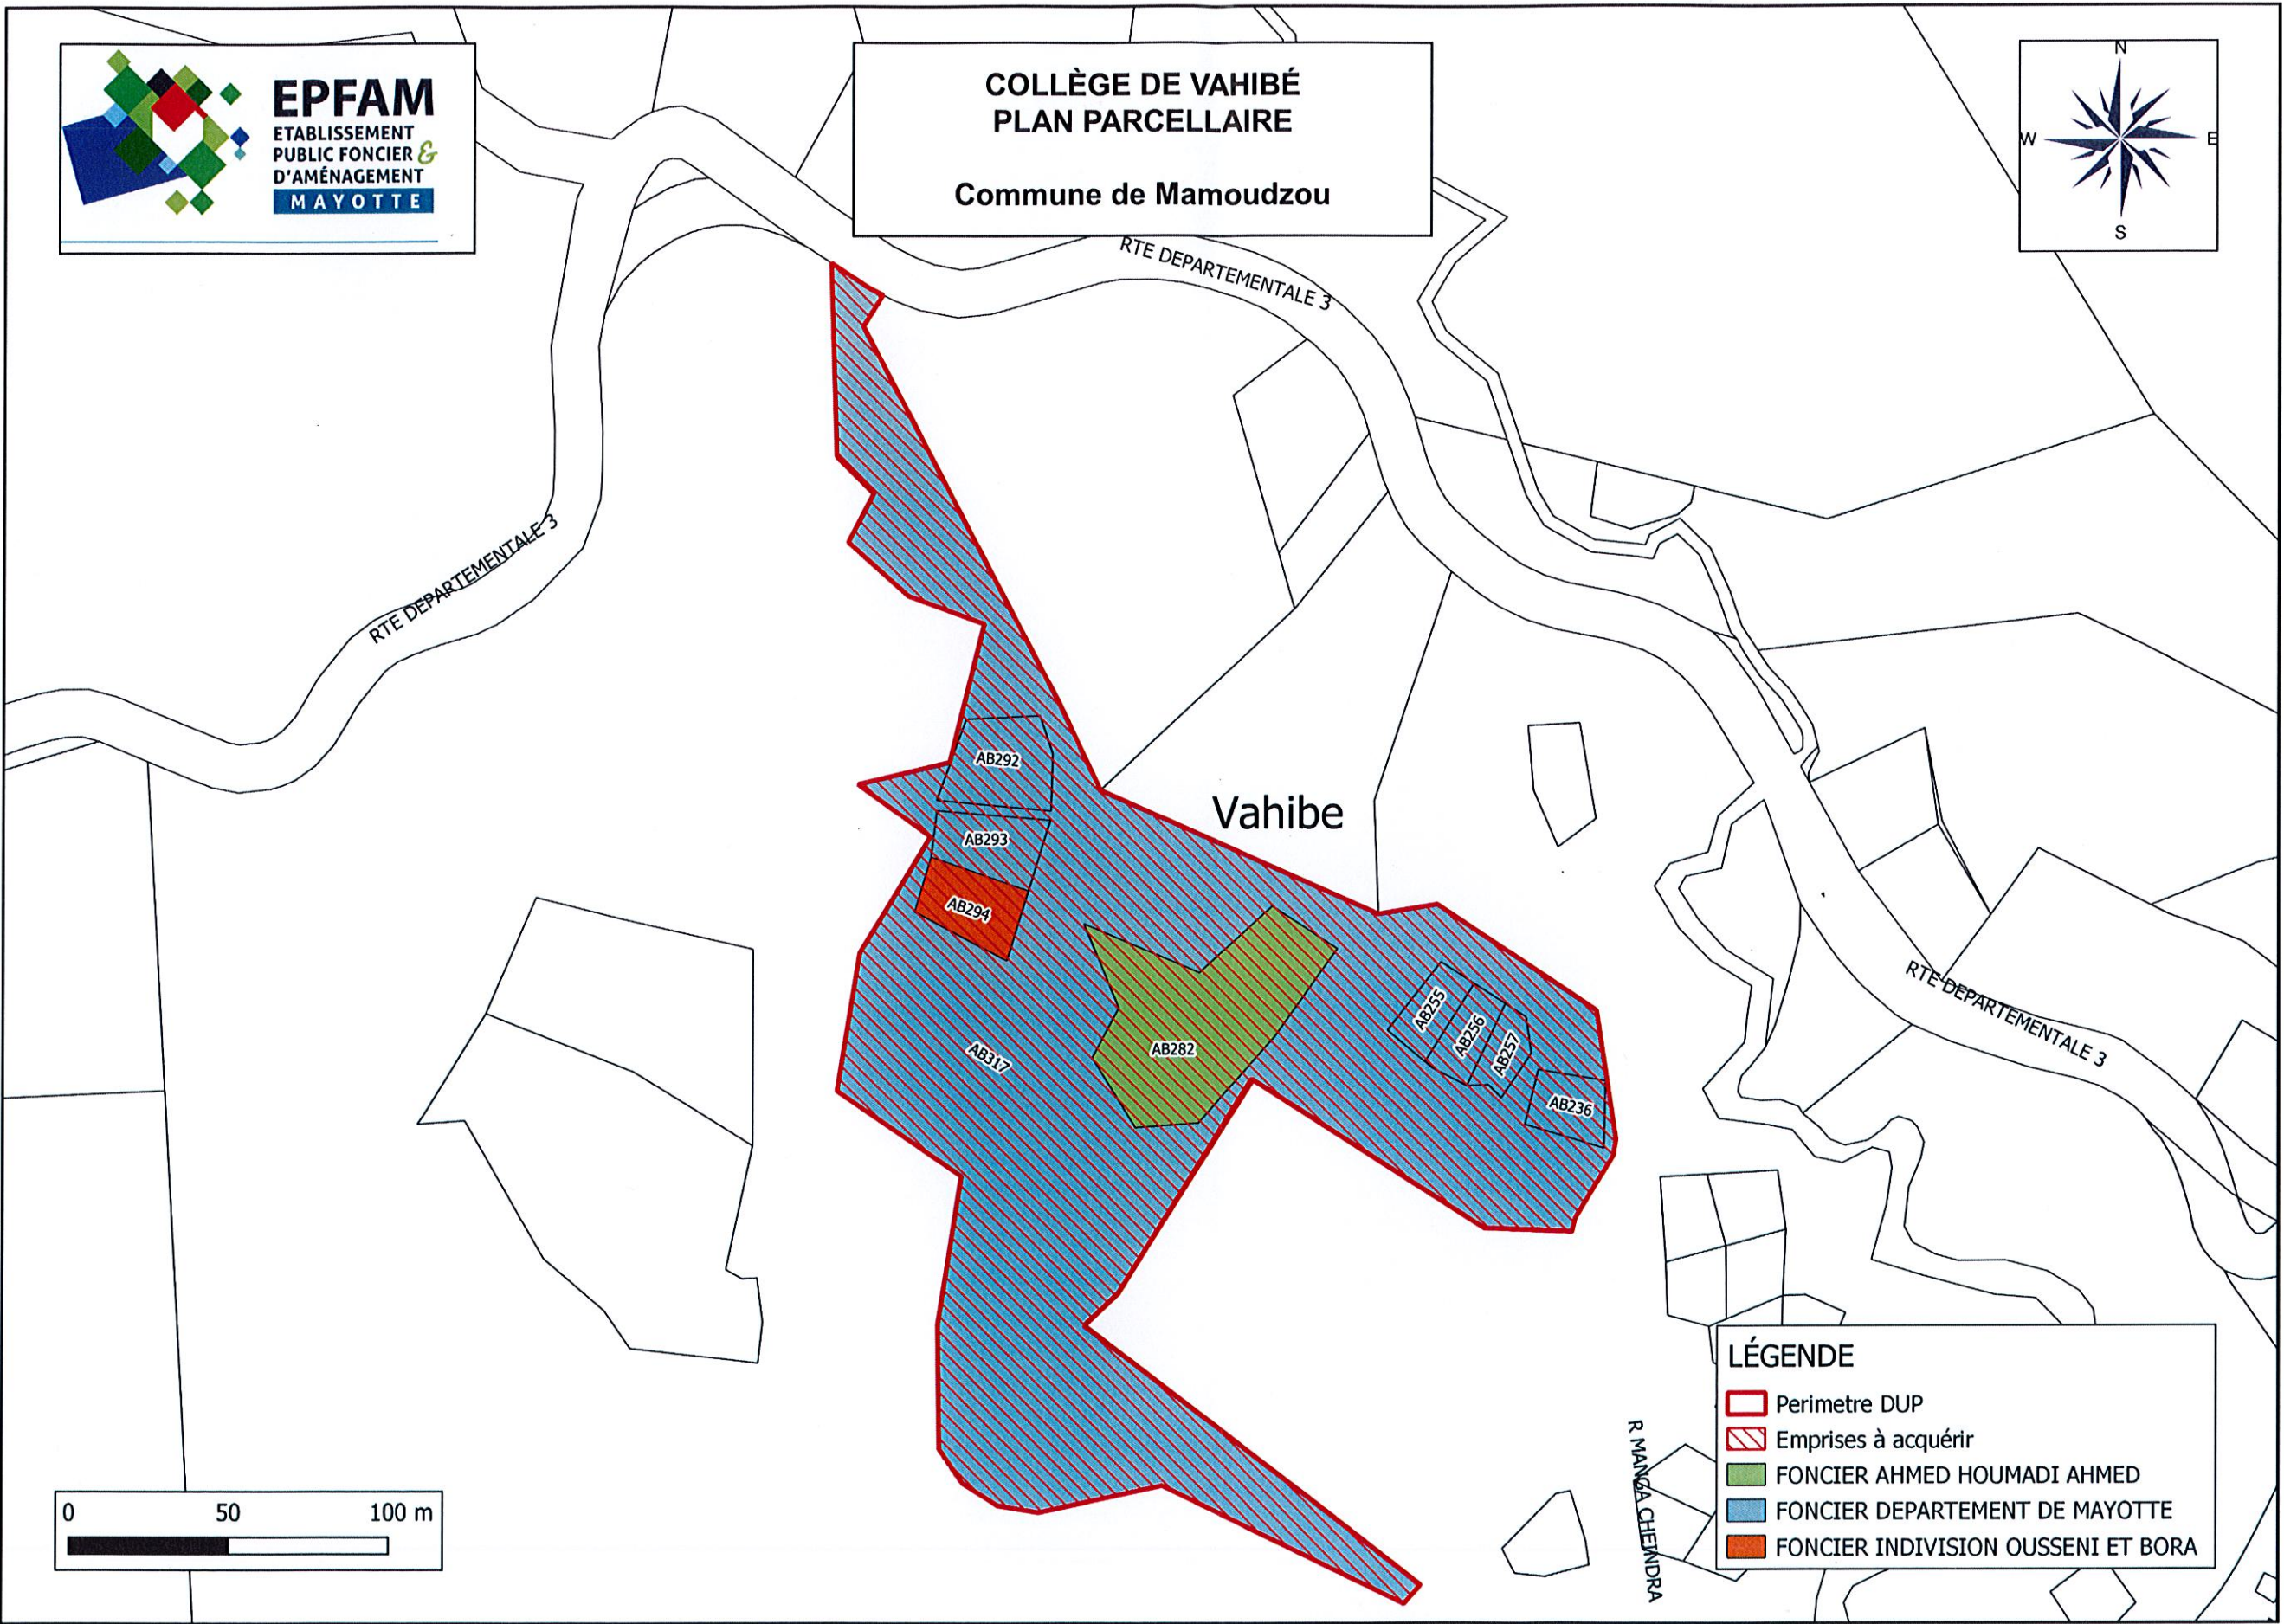 EPFAM
ETABLISSEMENT
PUBLIC FONCIER &
D'AMÉNAGEMENT
MAYOTTE
COLLÈGE DE VAHIBÉ
PLAN PARCELLAIRE
Commune de Mamoudzou
N
W
E
S
RTE DEPARTEMENTALE 3
RTE DEPARTEMENTALE 3
AB292
Vahibe
AB293
AB294
AB255
AB256
AB257
AB282
AB317
AB236
RTE DEPARTEMENTALE 3
R MANGA CHEINDRA
LÉGENDE
Perimetre DUP
Emprises à acquérir
FONCIER AHMED HOUMADI AHMED
FONCIER DEPARTEMENT DE MAYOTTE
FONCIER INDIVISION OUSSENI ET BORA
0 50 100 m